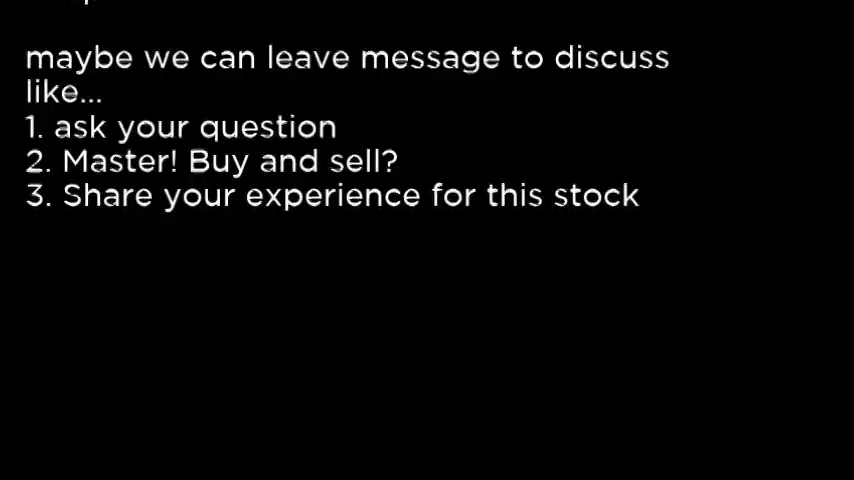 maybe we can leave message to discuss
like...
1. ask your question
2. Master! Buy and sell?
3. Share your experience for this stock